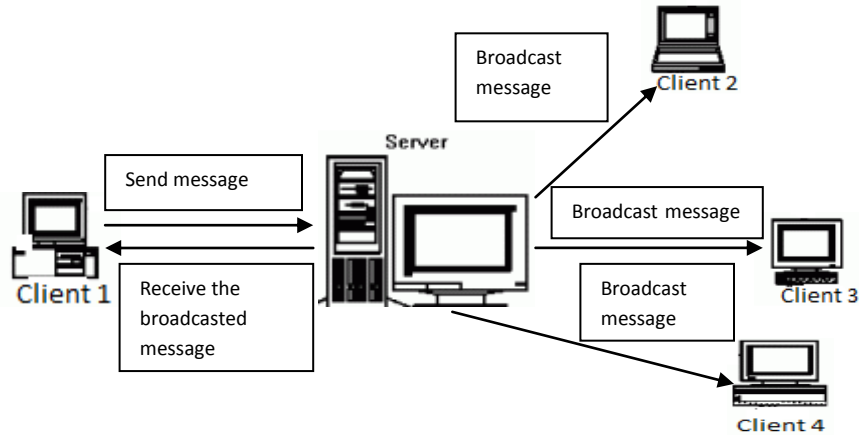 Broadcast
message
Client 2
Server
Send message
Broadcast message
Client 1
Receive the
broadcasted
message
Broadcast
message
Client 3
Client 4